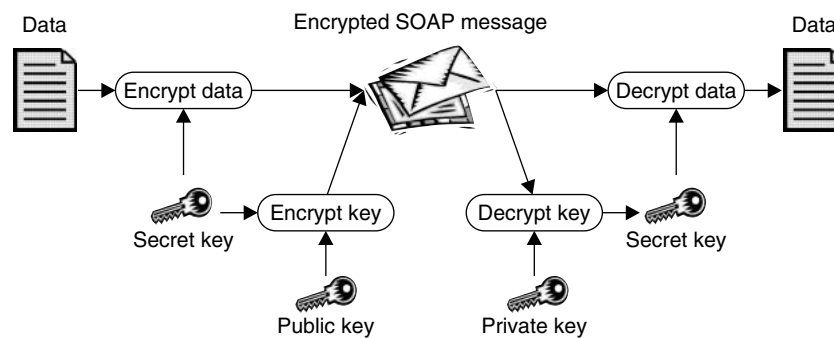 Data
Encrypted SOAP message
Data
Encrypt data
Decrypt data
Encrypt key
Decrypt key
Secret key
Secret key
Public key
Private key